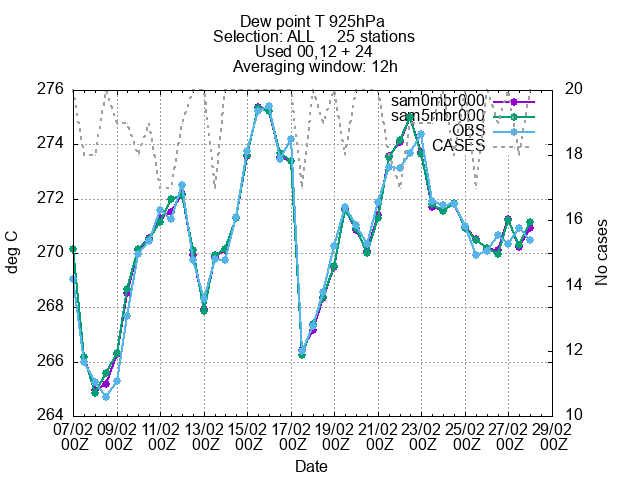 Dew point T 925hPa
Selection: ALL 25 stations
Used 00,12 + 24
Averaging window: 12h
276
274
272
270
268
266
264
deg C
20
18
16
14
12
10
No cases
sam0mbr000
sam5mbr000
OBS
CASES
07/02 09/02 11/02 13/02 15/02 17/02 19/02 21/02 23/02 25/02 27/02 29/02
00Z 00Z 00Z 00Z 00Z 00Z 00Z 00Z 00Z 00Z 00Z 00Z
Date